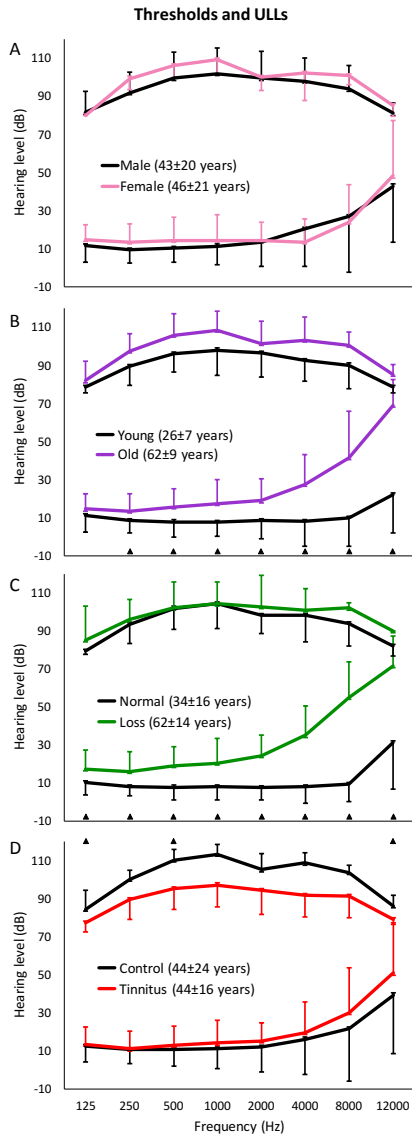 Thresholds and ULLs
A
Hearing level (dB)
110
90
70
50
30
10
-10
Male (43±20 years)
Female (46±21 years)
B
Hearing level (dB)
110
90
70
50
30
10
-10
Young (26±7 years)
Old (62±9 years)
C
Hearing level (dB)
110
90
70
50
30
10
-10
Normal (34±16 years)
Loss (62±14 years)
D
Hearing level (dB)
110
90
70
50
30
10
-10
Control (44±24 years)
Tinnitus (44±16 years)
125 250 500 1000 2000 4000 8000 12000
Frequency (Hz)